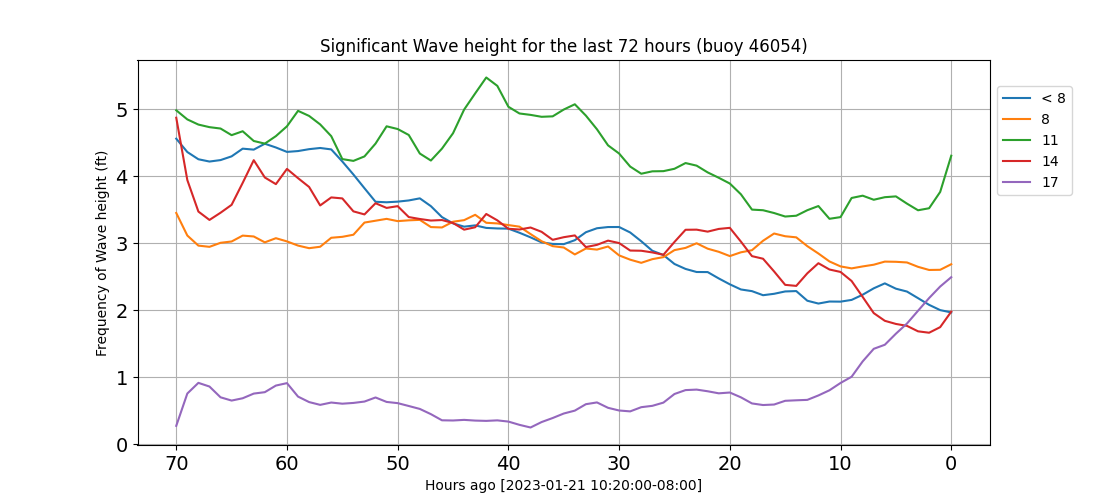 Significant Wave height for the last 72 hours (buoy 46054)
Frequency of Wave height (ft)
5
4
3
2
1
0
70 60 50 40 30 20 10 0
Hours ago [2023-01-21 10:20:00-08:00]
< 8
8
11
14
17